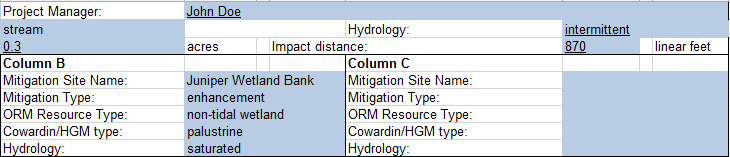 Project Manager: John Doe
stream Hydrology: intermittent
0.3 acres Impact distance: 870 linear feet
Column B Column C
Mitigation Site Name: Juniper Wetland Bank Mitigation Site Name:
Mitigation Type: enhancement Mitigation Type:
ORM Resource Type: non-tidal wetland ORM Resource Type:
Cowardin/HGM type: palustrine Cowardin/HGM type:
Hydrology: saturated Hydrology: